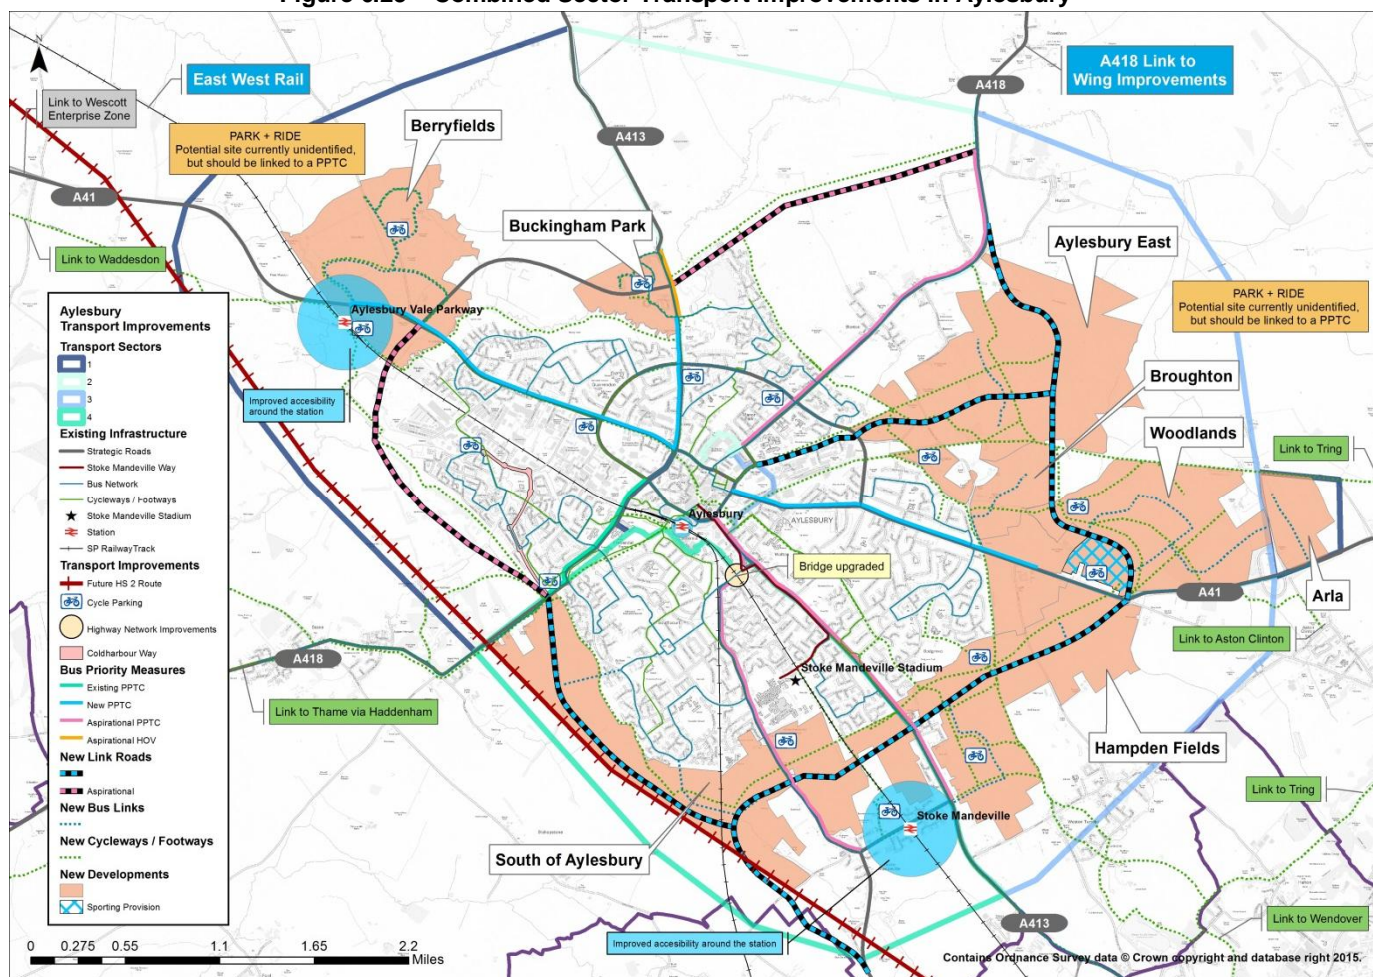 Figure 6.23 – Combined Sector Transport Improvements in Aylesbury
N
East West Rail
A418 Link to
Wing Improvements
A418
Link to Wescott
Enterprise Zone
PARK + RIDE
Potential site currently unidentified,
but should be linked to a PPTC
Berryfields
A413
A41
Buckingham Park
Aylesbury East
Link to Waddesdon
PARK + RIDE
Potential site currently unidentified,
but should be linked to a PPTC
Aylesbury Vale Parkway
Improved accesibility
around the station
Broughton
Woodlands
Link to Tring
Aylesbury
AYLESBURY
Bridge upgraded
A41
Arla
Link to Aston Clinton
A418
Stoke Mandeville Stadium
Link to Thame via Haddenham
Hampden Fields
Link to Tring
Stoke Mandeville
South of Aylesbury
Link to Wendover
A413
Improved accesibility around the station
Aylesbury
Transport Improvements
Transport Sectors
1
2
3
4
Existing Infrastructure
Strategic Roads
Stoke Mandeville Way
Bus Network
Cycleways / Footways
Stoke Mandeville Stadium
Station
SP RailwayTrack
Transport Improvements
Future HS 2 Route
Cycle Parking
Highway Network Improvements
Coldharbour Way
Bus Priority Measures
Existing PPTC
New PPTC
Aspirational PPTC
Aspirational HOV
New Link Roads
Aspirational
New Bus Links
New Cycleways / Footways
New Developments
Sporting Provision
0 0.275 0.55 1.1 1.65 2.2
Miles
Contains Ordnance Survey data © Crown copyright and database right 2015.